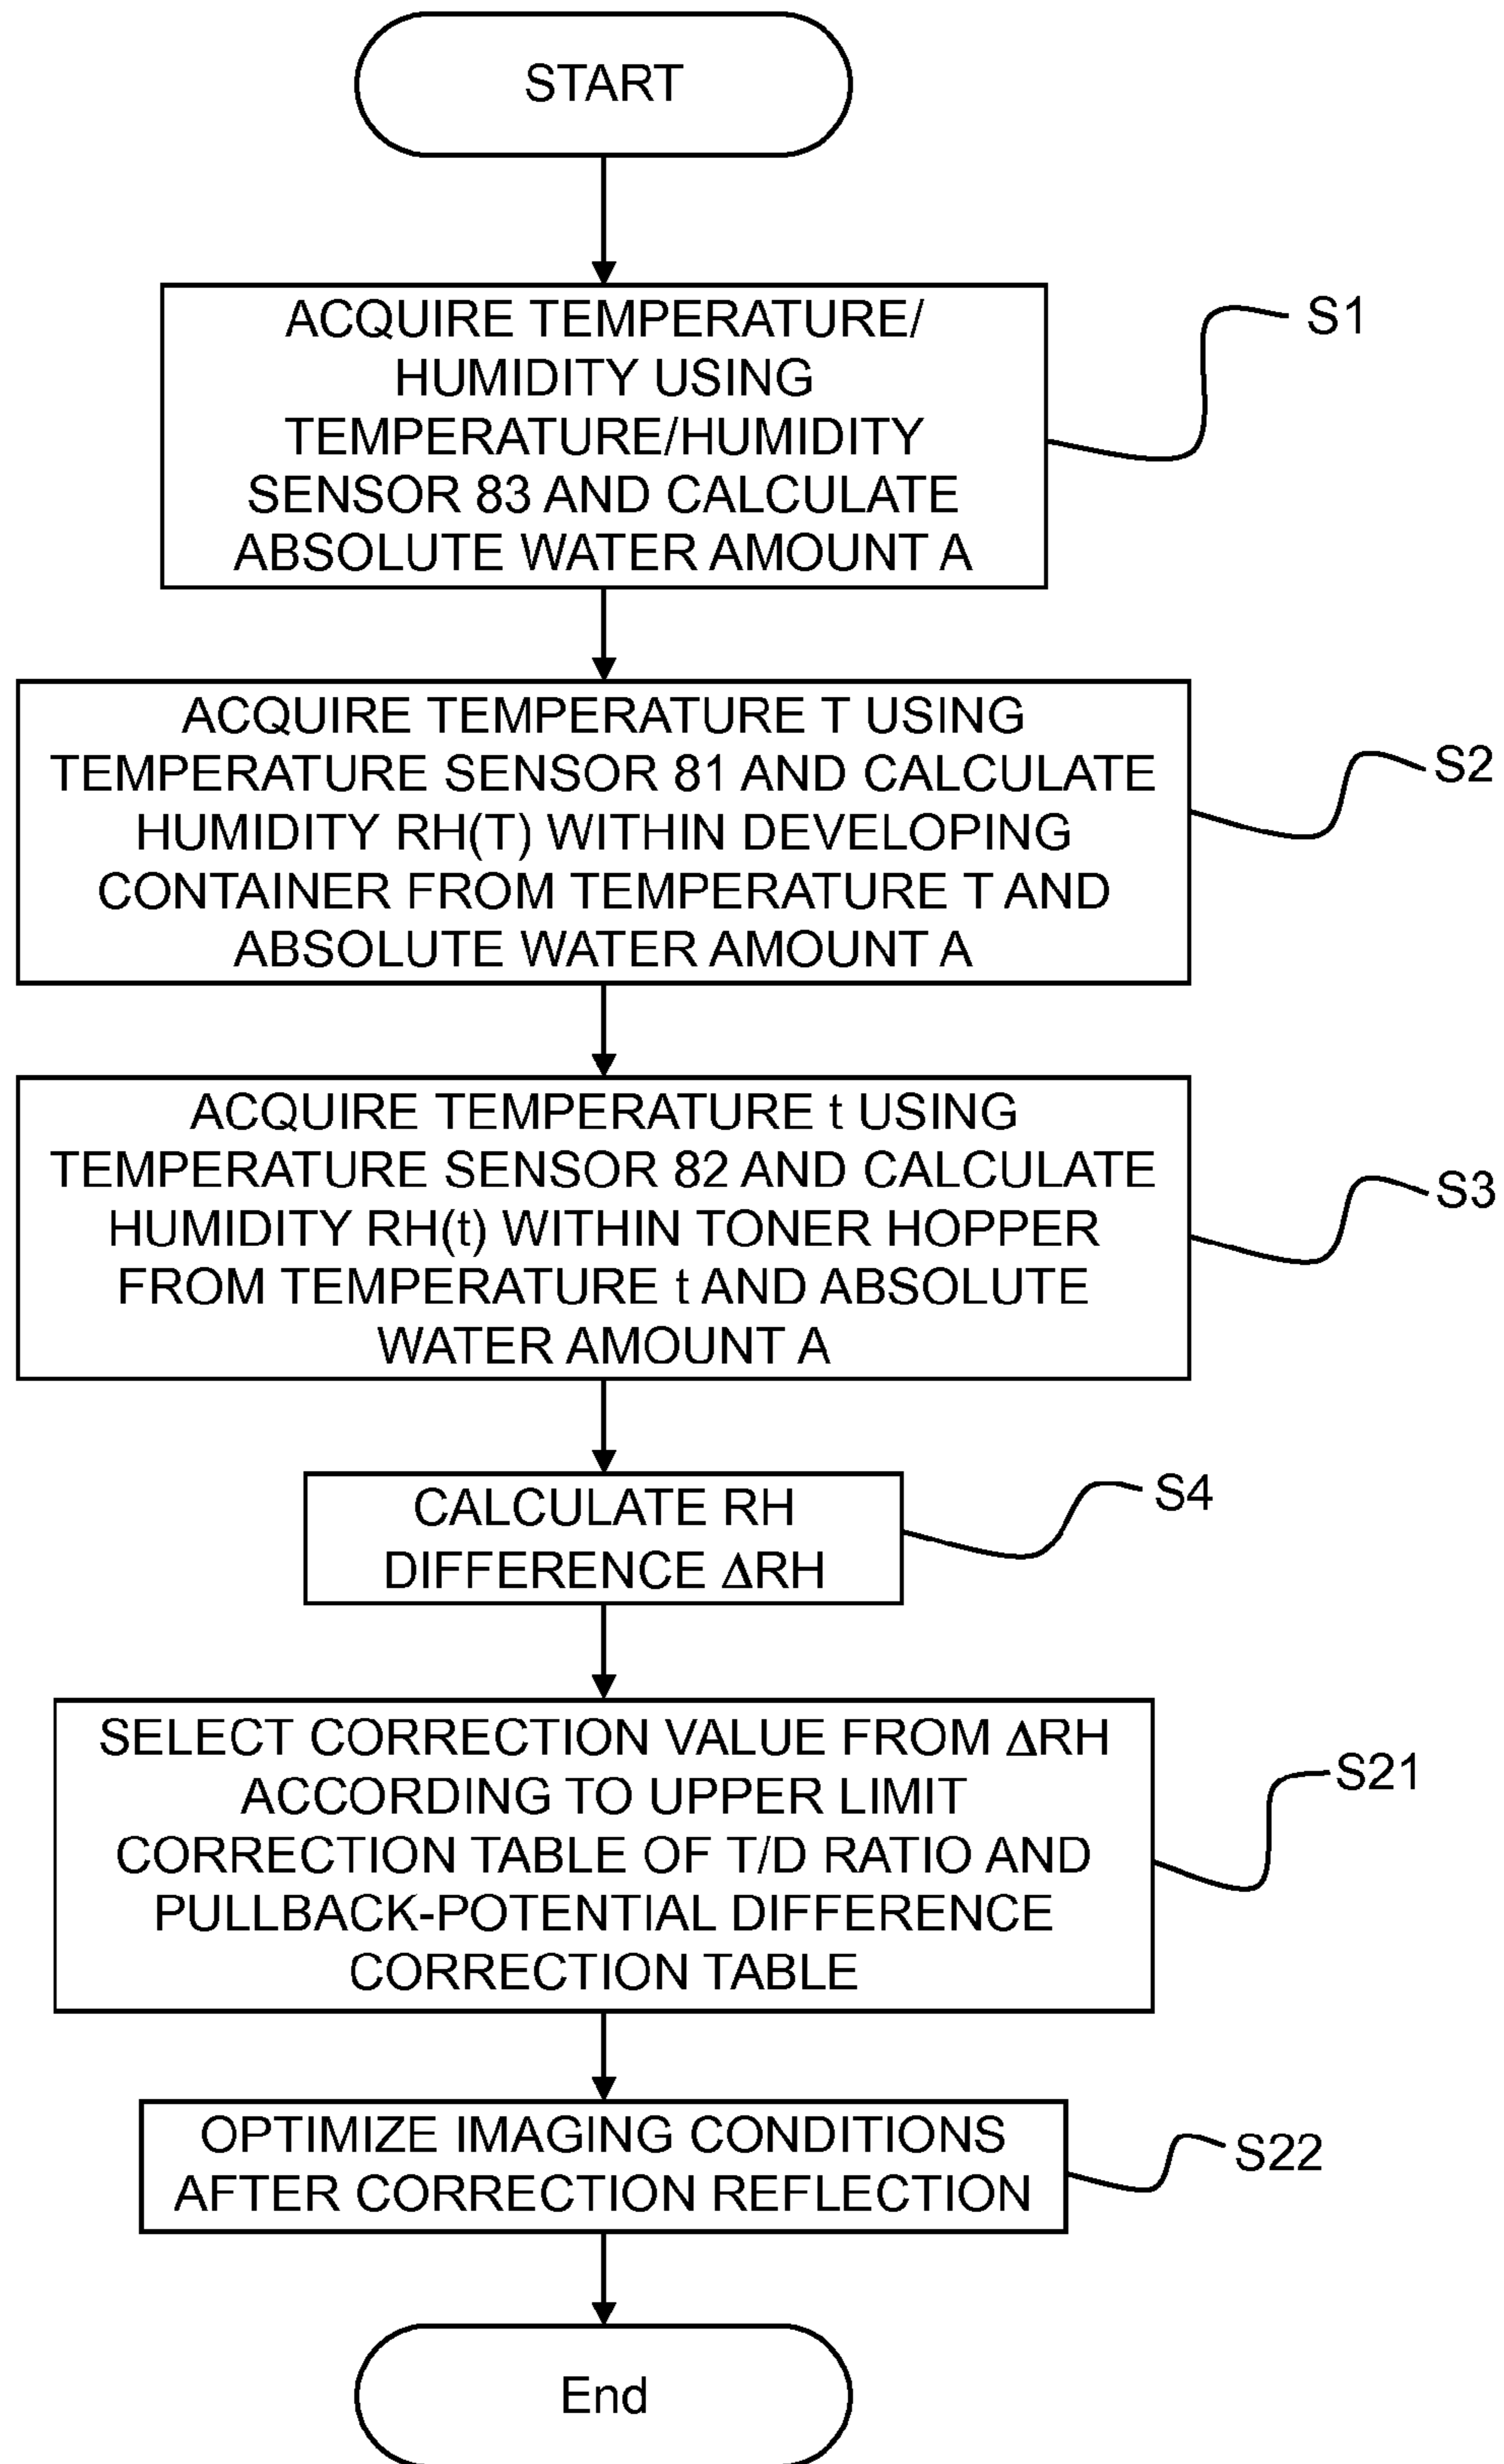 START
ACQUIRE TEMPERATURE/
HUMIDITY USING
TEMPERATURE/HUMIDITY
SENSOR 83 AND CALCULATE
ABSOLUTE WATER AMOUNT A
S1
ACQUIRE TEMPERATURE T USING
TEMPERATURE SENSOR 81 AND CALCULATE
HUMIDITY RH(T) WITHIN DEVELOPING
CONTAINER FROM TEMPERATURE T AND
ABSOLUTE WATER AMOUNT A
S2
ACQUIRE TEMPERATURE t USING
TEMPERATURE SENSOR 82 AND CALCULATE
HUMIDITY RH(t) WITHIN TONER HOPPER
FROM TEMPERATURE t AND ABSOLUTE
WATER AMOUNT A
S3
CALCULATE RH
DIFFERENCE ΔRH
S4
SELECT CORRECTION VALUE FROM ΔRH
ACCORDING TO UPPER LIMIT
CORRECTION TABLE OF T/D RATIO AND
PULLBACK-POTENTIAL DIFFERENCE
CORRECTION TABLE
S21
OPTIMIZE IMAGING CONDITIONS
AFTER CORRECTION REFLECTION
S22
End